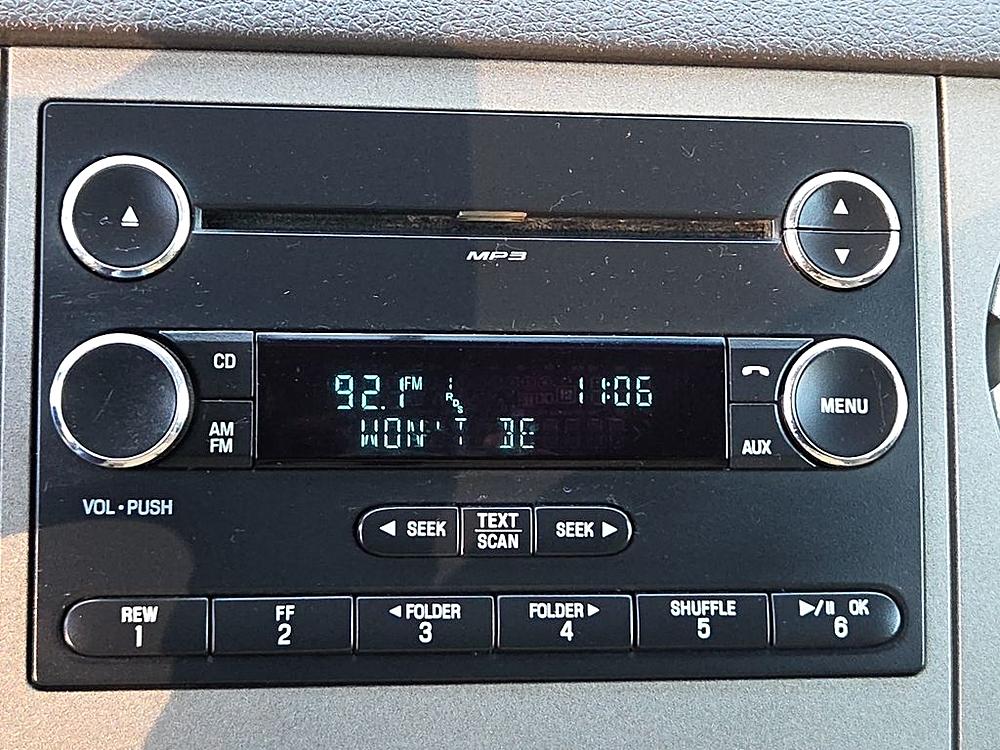 MP3
CD
AM
FM
92.1 FM 1 RDS 11:06
WON'T BE
AUX
MENU
VOL • PUSH
◀ SEEK
TEXT
SCAN
SEEK ▶
REW
1
FF
2
◀ FOLDER
3
FOLDER ▶
4
SHUFFLE
5
▶/II OK
6